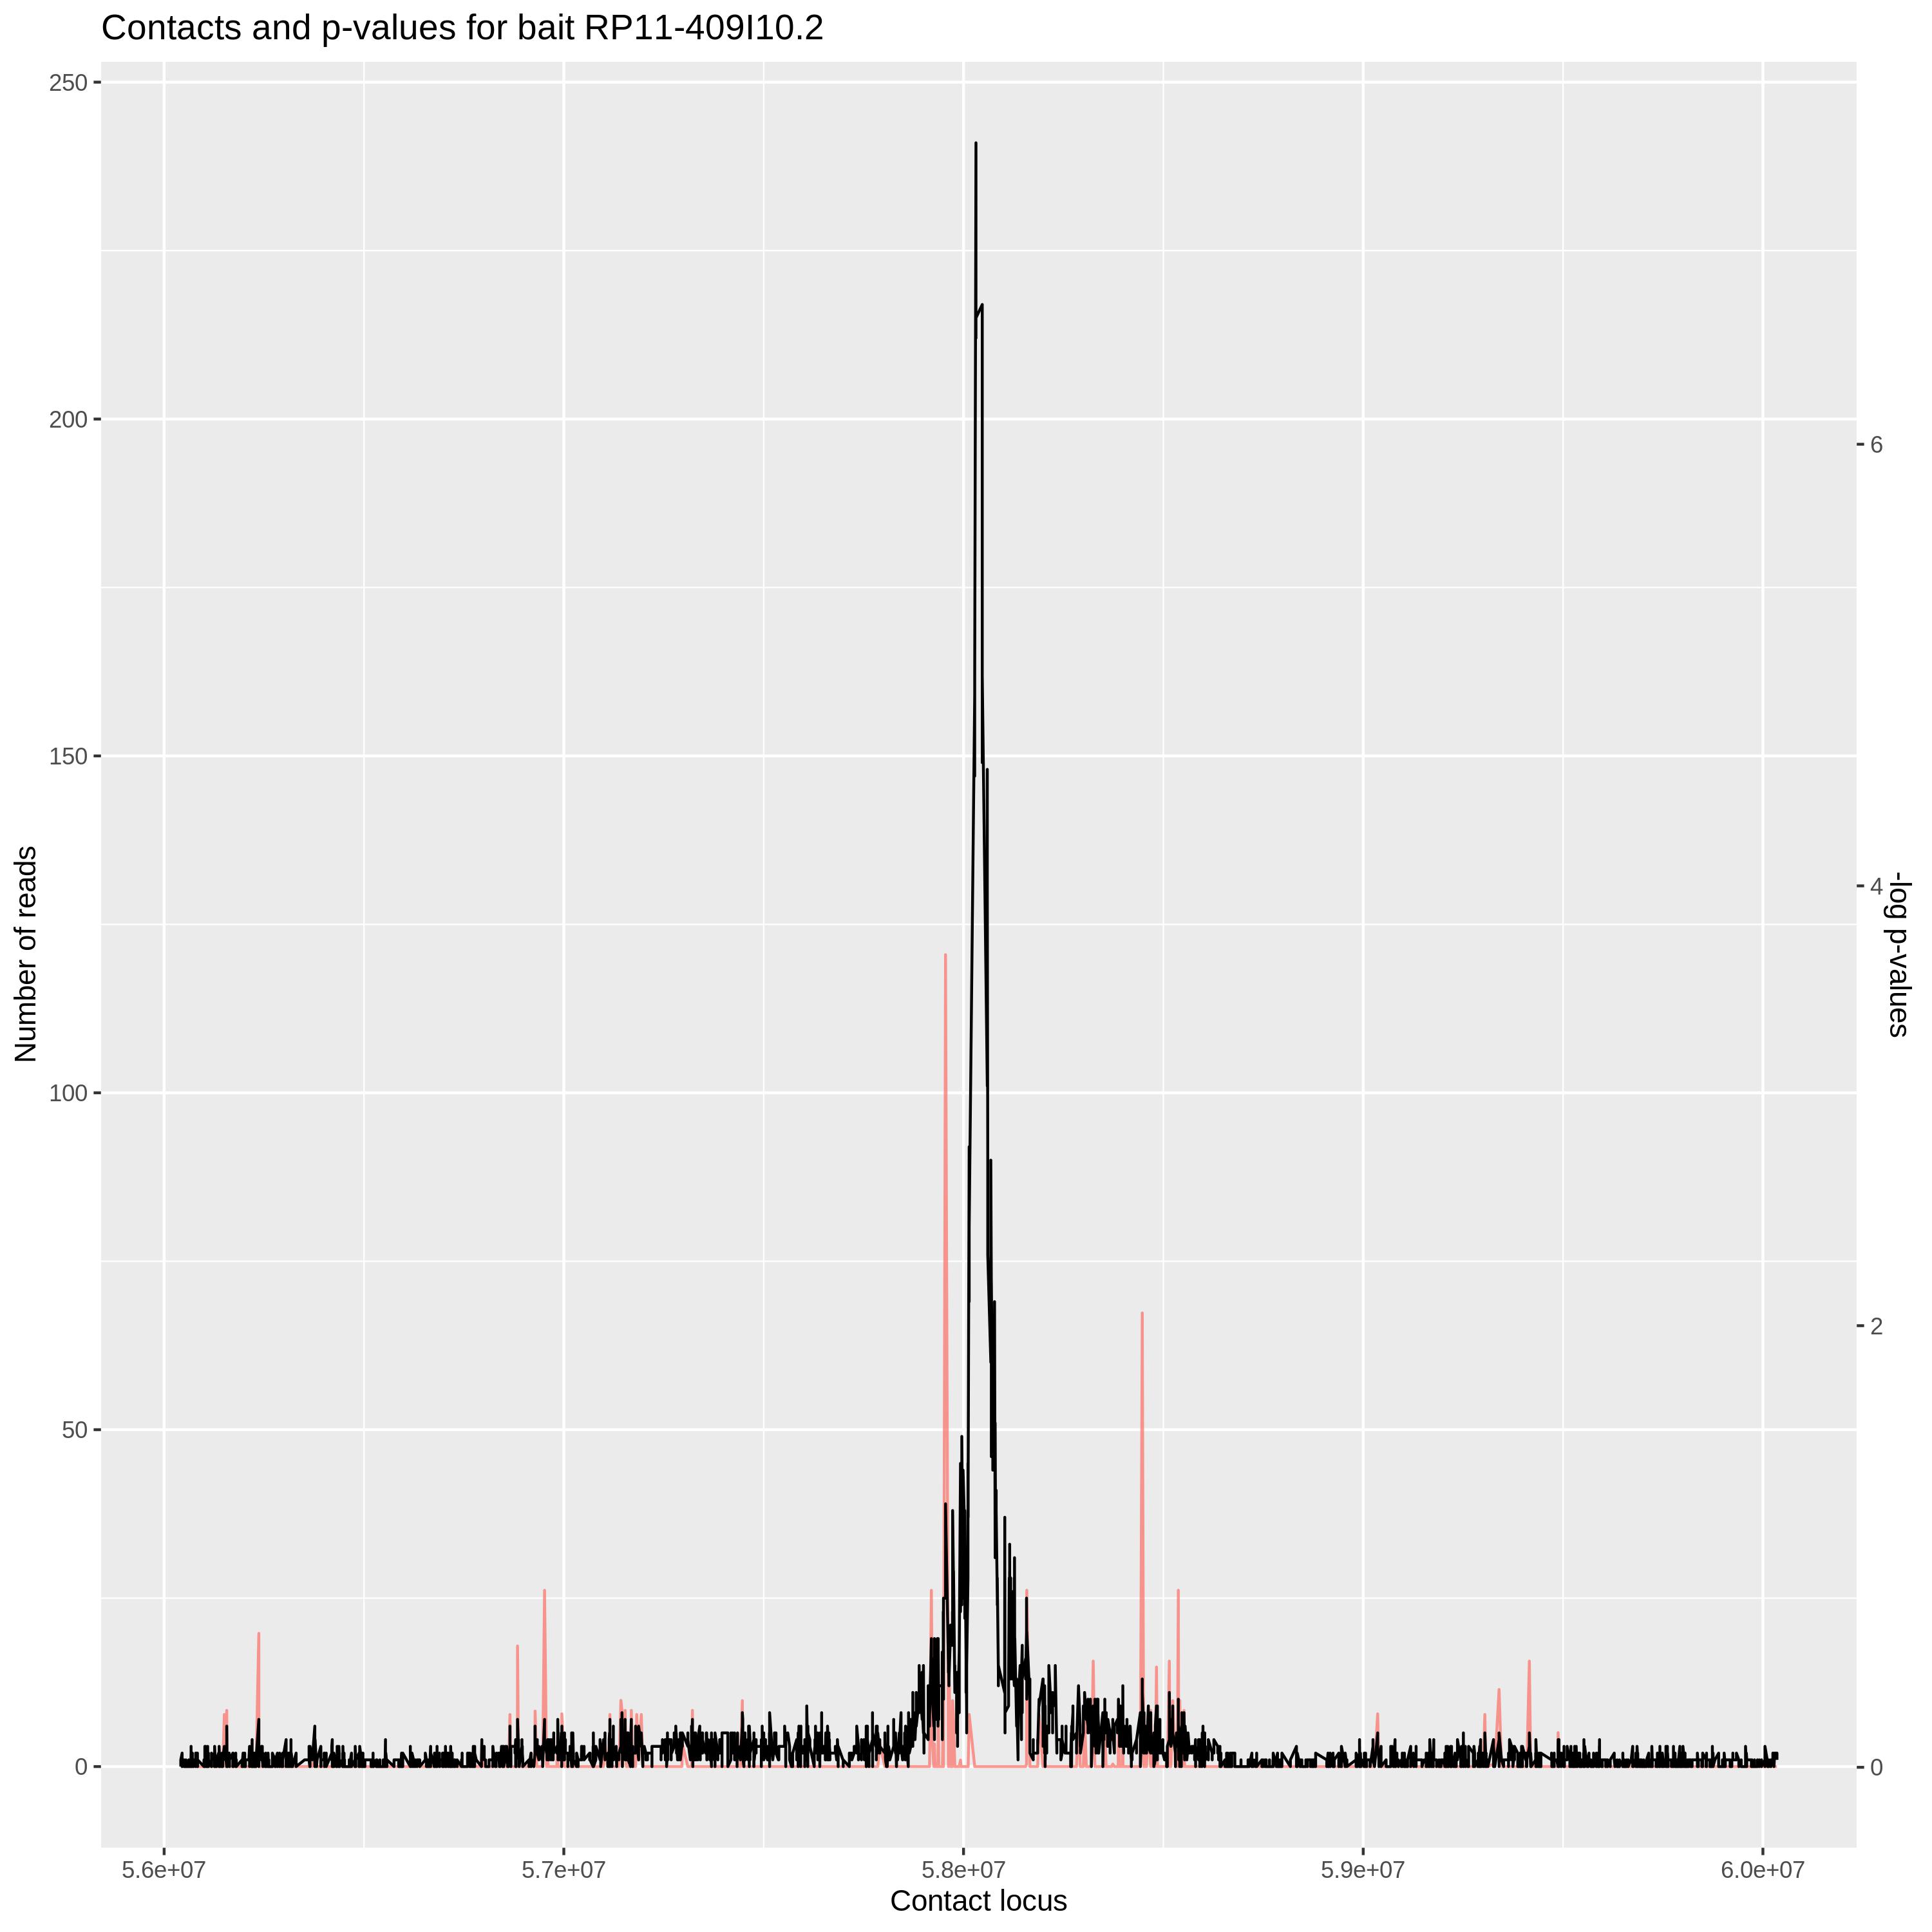 Contacts and p-values for bait RP11-409I10.2
250
200
150
100
50
0
Number of reads
6
4
2
0
-log p-values
5.6e+07
5.7e+07
5.8e+07
5.9e+07
6.0e+07
Contact locus